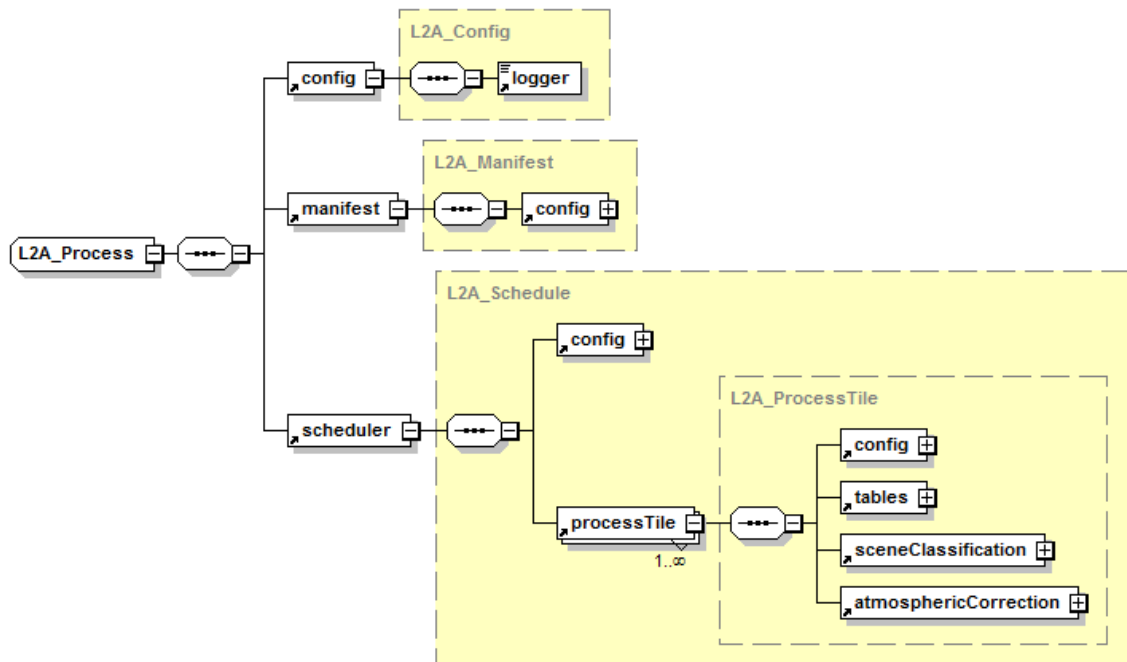 L2A_Config
config
logger
L2A_Manifest
manifest
config
L2A_Process
L2A_Schedule
config
L2A_ProcessTile
scheduler
config
tables
processTile
1..∞
sceneClassification
atmosphericCorrection